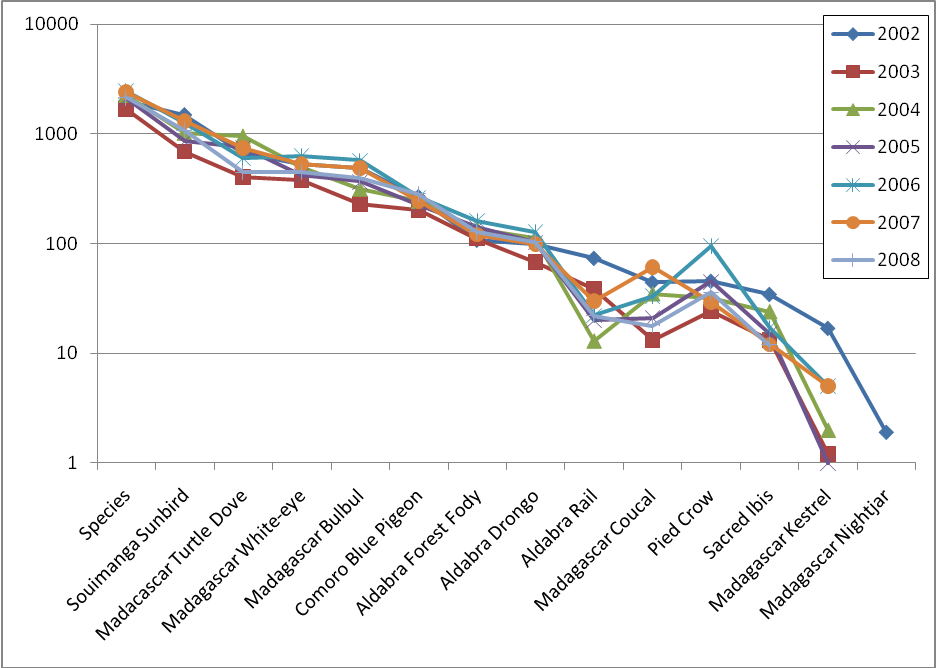 10000
1000
100
10
1
2002
2003
2004
2005
2006
2007
2008
Species
Souimanga Sunbird
Madacascar Turtle Dove
Madagascar White-eye
Madagascar Bulbul
Comoro Blue Pigeon
Aldabra Forest Fody
Aldabra Drongo
Aldabra Rail
Madagascar Coucal
Pied Crow
Sacred Ibis
Madagascar Kestrel
Madagascar Nightjar